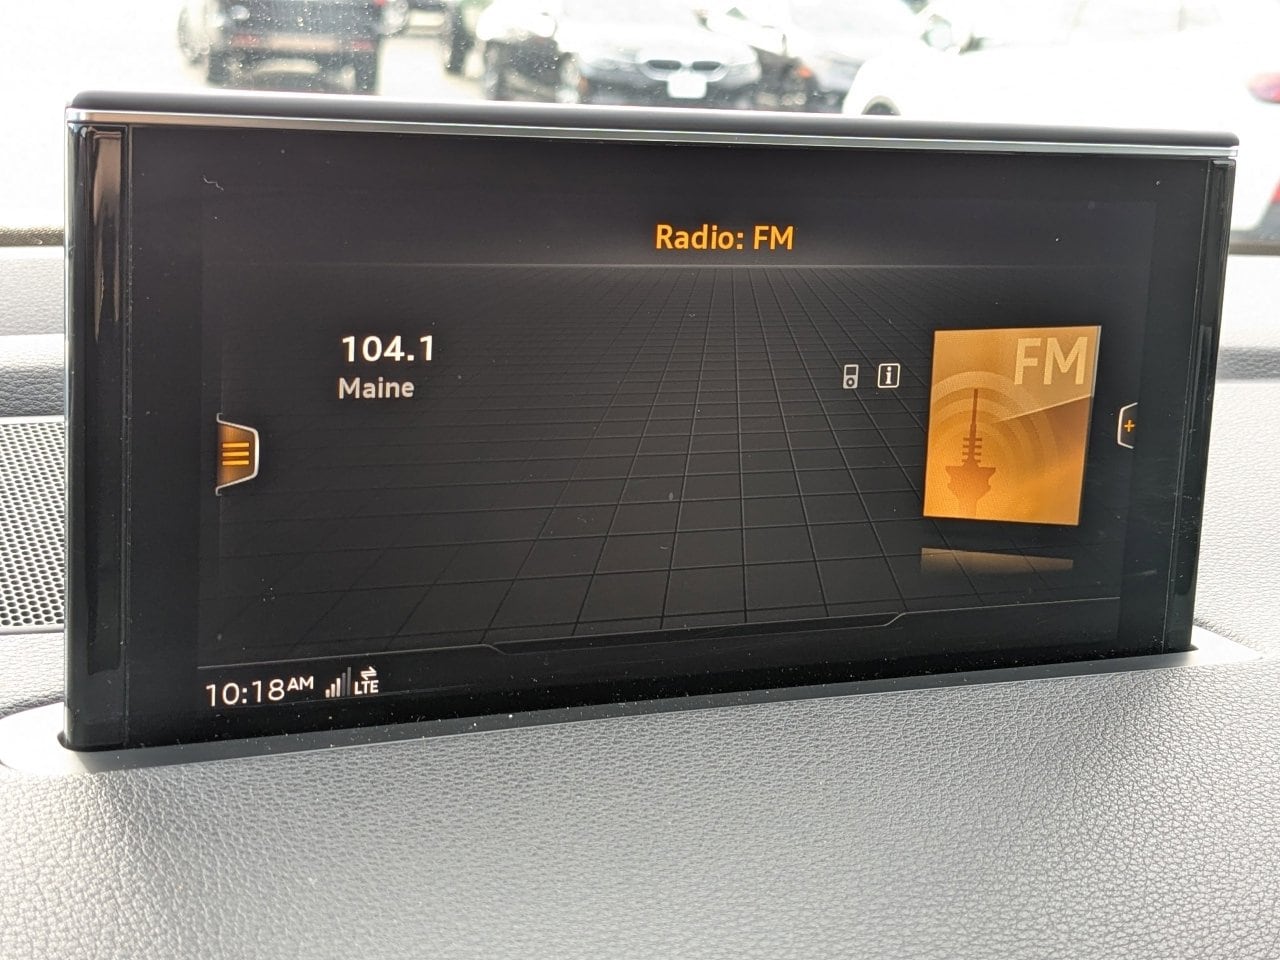 Radio: FM
104.1
Maine
FM
10:18AM LTE